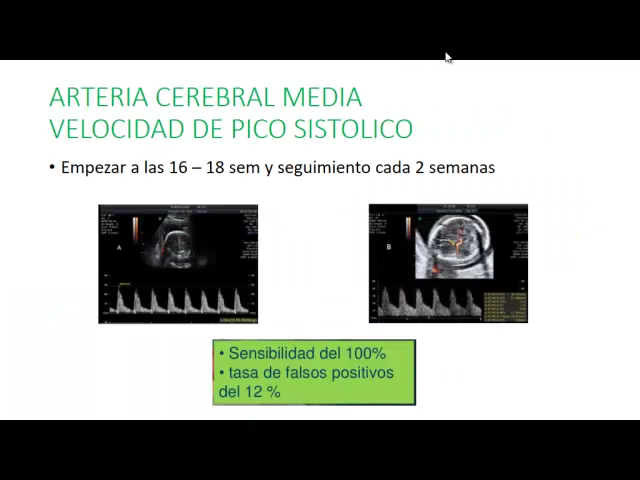 ARTERIA CEREBRAL MEDIA
VELOCIDAD DE PICO SISTOLICO
• Empezar a las 16 – 18 sem y seguimiento cada 2 semanas
A
B
• Sensibilidad del 100%
• tasa de falsos positivos
del 12 %